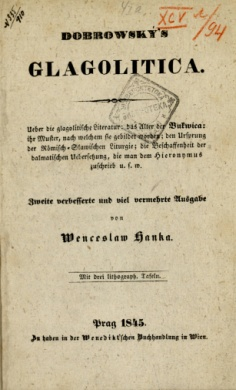 XCV 1/94
DOBROWSKÝ'S
GLAGOLITICA.
Ueber die glagolitische Literatur: das Alter der Bukwica:
ihr Muster, nach welchem sie gebildet worden; den Ursprung
der Römisch-Slawischen Liturgie; die Beschaffenheit der
dalmatischen Uebersetzung, die man dem Hieronymus
zuschrieb u. s. w.
Zweite verbesserte und viel vermehrte Ausgabe
von
Wenceslaw Hanka.
Mit drei lithograph. Tafeln.
Prag 1845.
Zu haben in der Wenedikt'schen Buchhandlung in Wien.